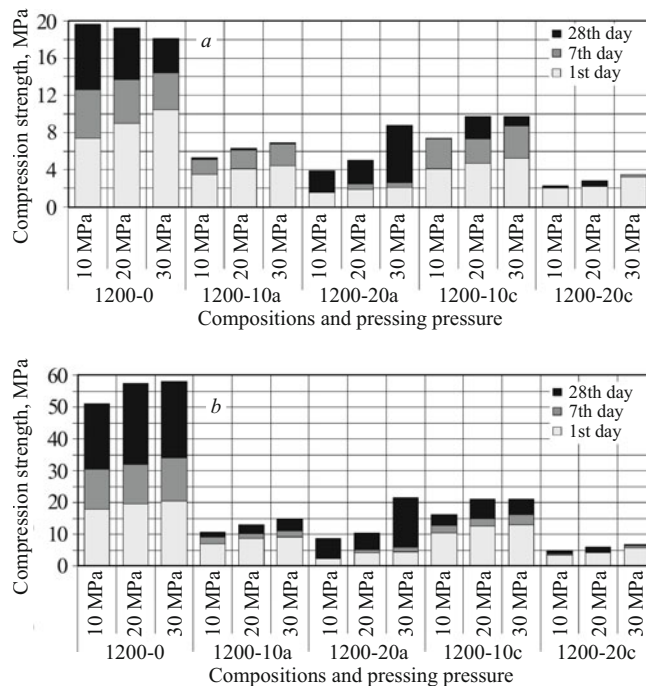 Compression strength, MPa
20
16
12
8
4
0
a
28th day
7th day
1st day
10 MPa 20 MPa 30 MPa 10 MPa 20 MPa 30 MPa 10 MPa 20 MPa 30 MPa 10 MPa 20 MPa 30 MPa 10 MPa 20 MPa 30 MPa
1200-0 1200-10a 1200-20a 1200-10c 1200-20c
Compositions and pressing pressure
Compression strength, MPa
60
50
40
30
20
10
0
b
28th day
7th day
1st day
10 MPa 20 MPa 30 MPa 10 MPa 20 MPa 30 MPa 10 MPa 20 MPa 30 MPa 10 MPa 20 MPa 30 MPa 10 MPa 20 MPa 30 MPa
1200-0 1200-10a 1200-20a 1200-10c 1200-20c
Compositions and pressing pressure